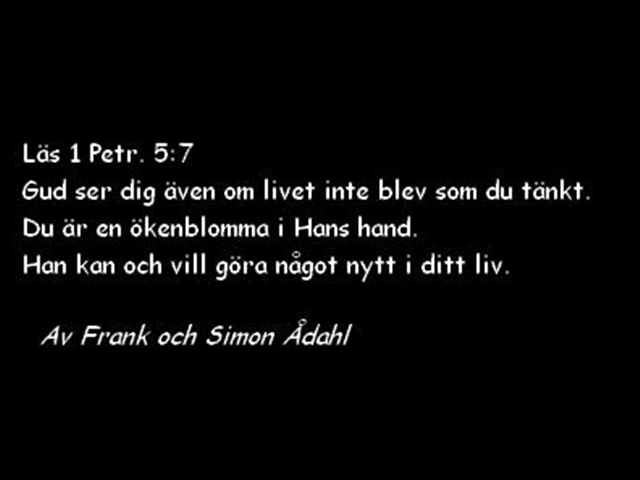 Läs 1 Petr. 5:7
Gud ser dig även om livet inte blev som du tänkt.
Du är en ökenblomma i Hans hand.
Han kan och vill göra något nytt i ditt liv.
Av Frank och Simon Ådahl